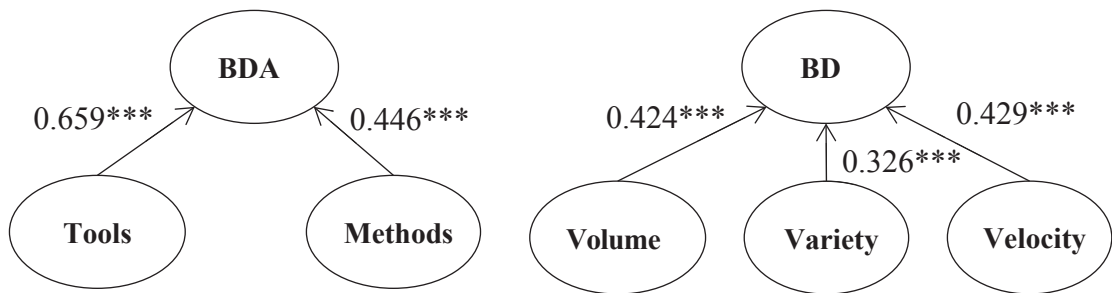 BDA
BD
0.659***
0.446***
0.424***
0.429***
0.326***
Tools
Methods
Volume
Variety
Velocity